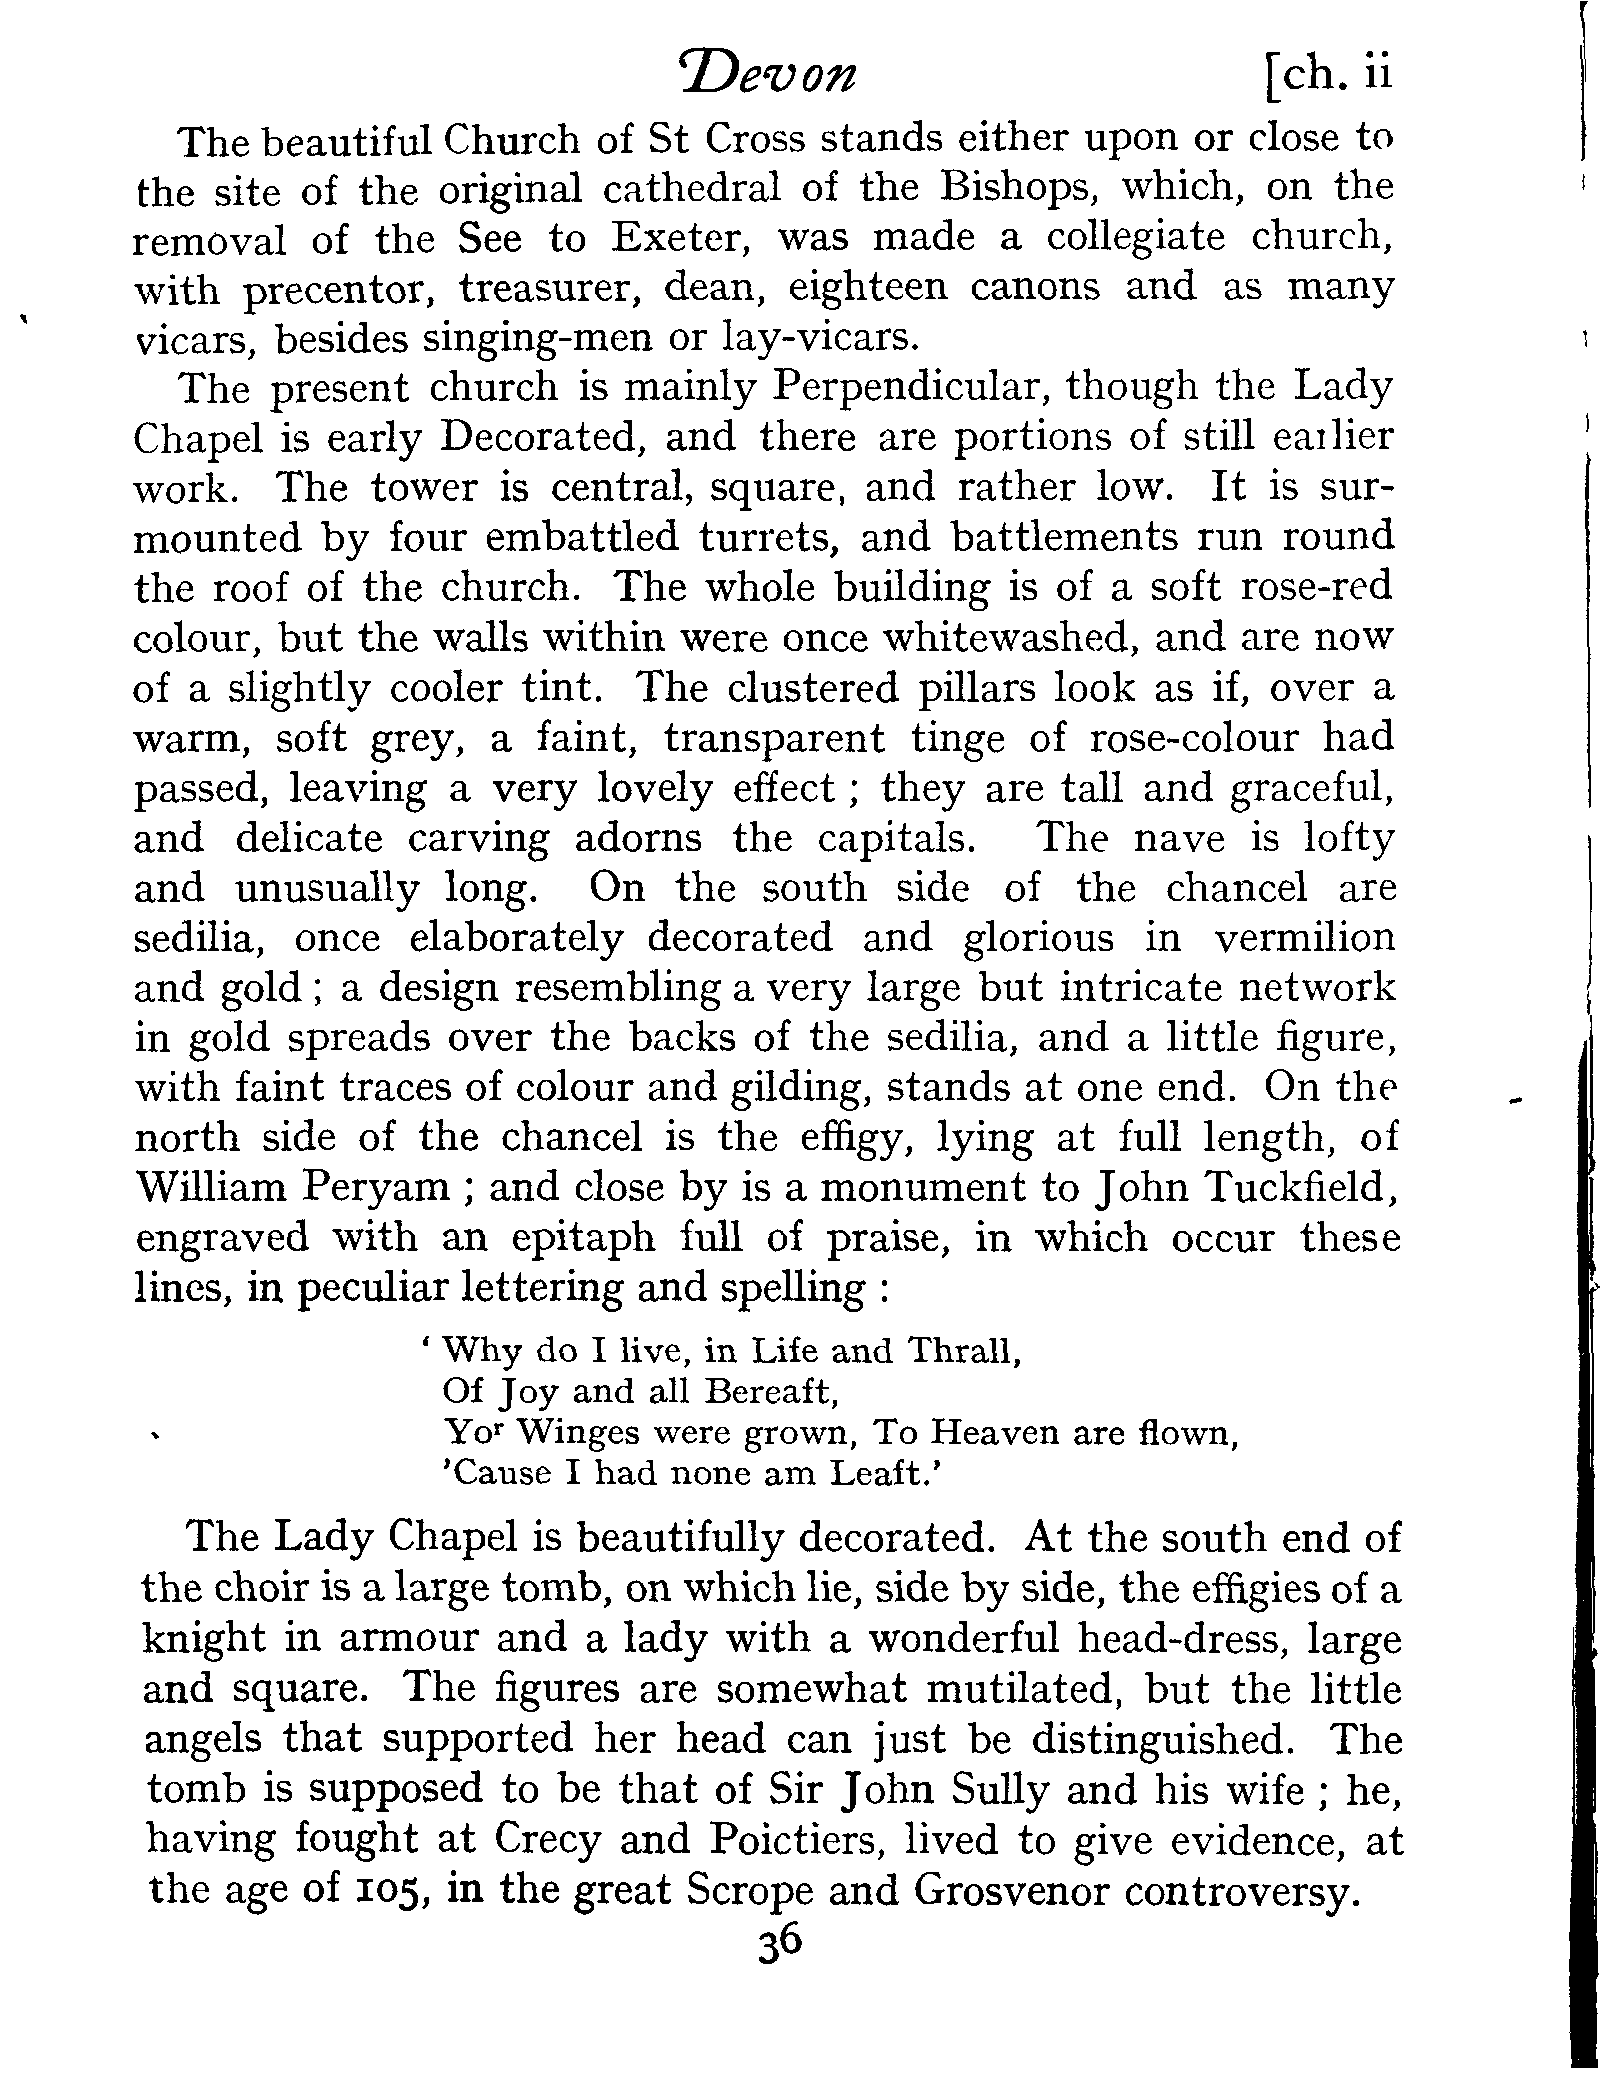 Devon [ch. ii
The beautiful Church of St Cross stands either upon or close to
the site of the original cathedral of the Bishops, which, on the
removal of the See to Exeter, was made a collegiate church,
with precentor, treasurer, dean, eighteen canons and as many
vicars, besides singing-men or lay-vicars.
The present church is mainly Perpendicular, though the Lady
Chapel is early Decorated, and there are portions of still earlier
work. The tower is central, square, and rather low. It is sur-
mounted by four embattled turrets, and battlements run round
the roof of the church. The whole building is of a soft rose-red
colour, but the walls within were once whitewashed, and are now
of a slightly cooler tint. The clustered pillars look as if, over a
warm, soft grey, a faint, transparent tinge of rose-colour had
passed, leaving a very lovely effect ; they are tall and graceful,
and delicate carving adorns the capitals. The nave is lofty
and unusually long. On the south side of the chancel are
sedilia, once elaborately decorated and glorious in vermilion
and gold ; a design resembling a very large but intricate network
in gold spreads over the backs of the sedilia, and a little figure,
with faint traces of colour and gilding, stands at one end. On the
north side of the chancel is the effigy, lying at full length, of
William Peryam ; and close by is a monument to John Tuckfield,
engraved with an epitaph full of praise, in which occur these
lines, in peculiar lettering and spelling :
‘ Why do I live, in Life and Thrall,
Of Joy and all Bereaft,
Yor Winges were grown, To Heaven are flown,
’Cause I had none am Leaft.’
The Lady Chapel is beautifully decorated. At the south end of
the choir is a large tomb, on which lie, side by side, the effigies of a
knight in armour and a lady with a wonderful head-dress, large
and square. The figures are somewhat mutilated, but the little
angels that supported her head can just be distinguished. The
tomb is supposed to be that of Sir John Sully and his wife ; he,
having fought at Crecy and Poictiers, lived to give evidence, at
the age of 105, in the great Scrope and Grosvenor controversy.
36